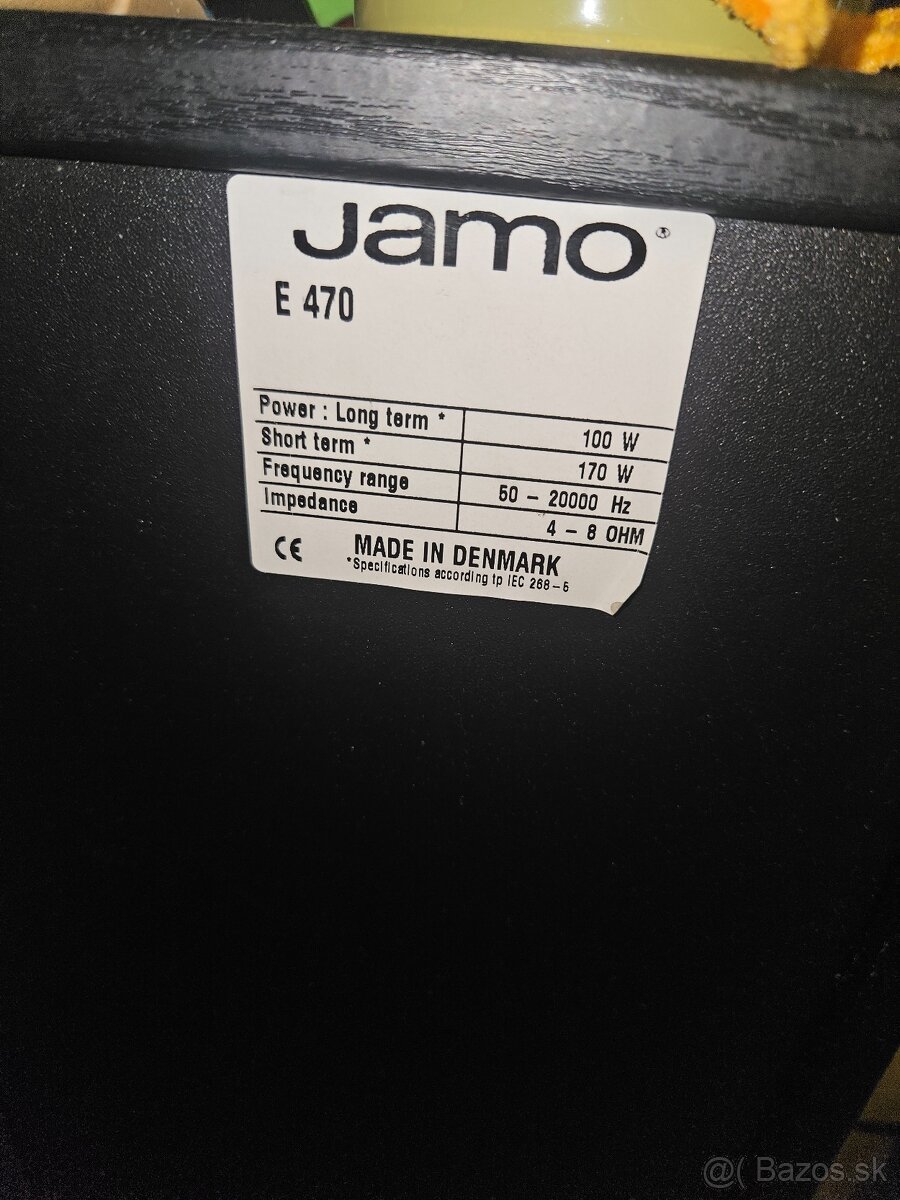 Jamo®
E 470
Power : Long term * 100 W
Short term * 170 W
Frequency range 50 – 20000 Hz
Impedance 4 – 8 OHM
CE MADE IN DENMARK
*Specifications according tp IEC 268–5
@( Bazos.sk